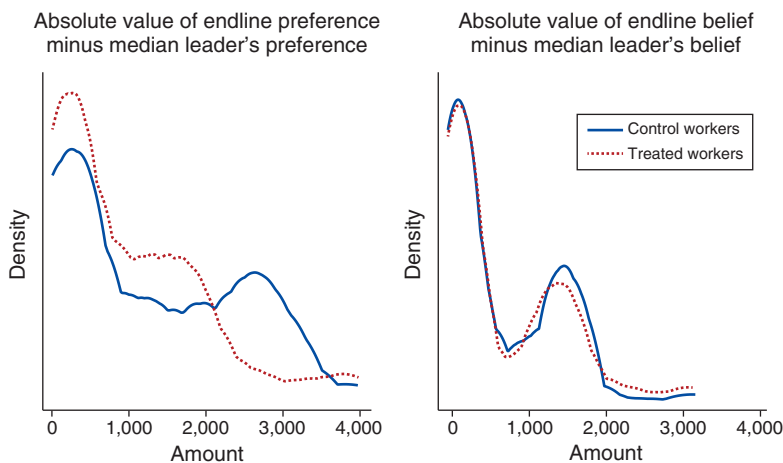 Absolute value of endline preference
minus median leader's preference
Density
0 1,000 2,000 3,000 4,000
Amount
Absolute value of endline belief
minus median leader's belief
Control workers
Treated workers
Density
0 1,000 2,000 3,000 4,000
Amount